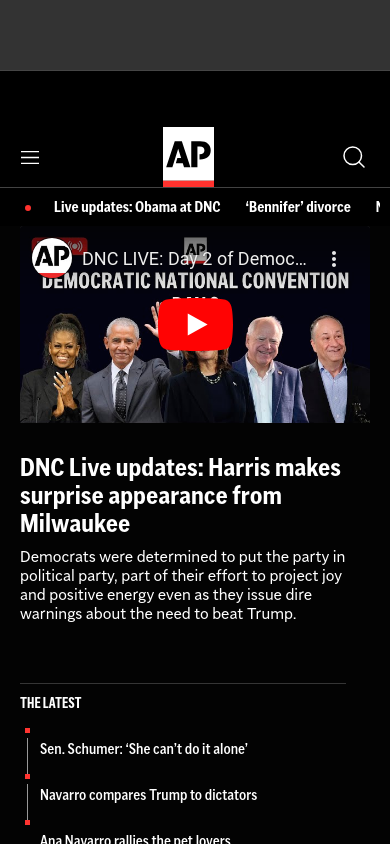 AP
Live updates: Obama at DNC
‘Bennifer’ divorce
AP
AP
DNC LIVE: Day 2 of Democ...
DEMOCRATIC NATIONAL CONVENTION
DNC Live updates: Harris makes
surprise appearance from
Milwaukee
Democrats were determined to put the party in
political party, part of their effort to project joy
and positive energy even as they issue dire
warnings about the need to beat Trump.
THE LATEST
Sen. Schumer: ‘She can’t do it alone’
Navarro compares Trump to dictators
Ana Navarro rallies the pet lovers